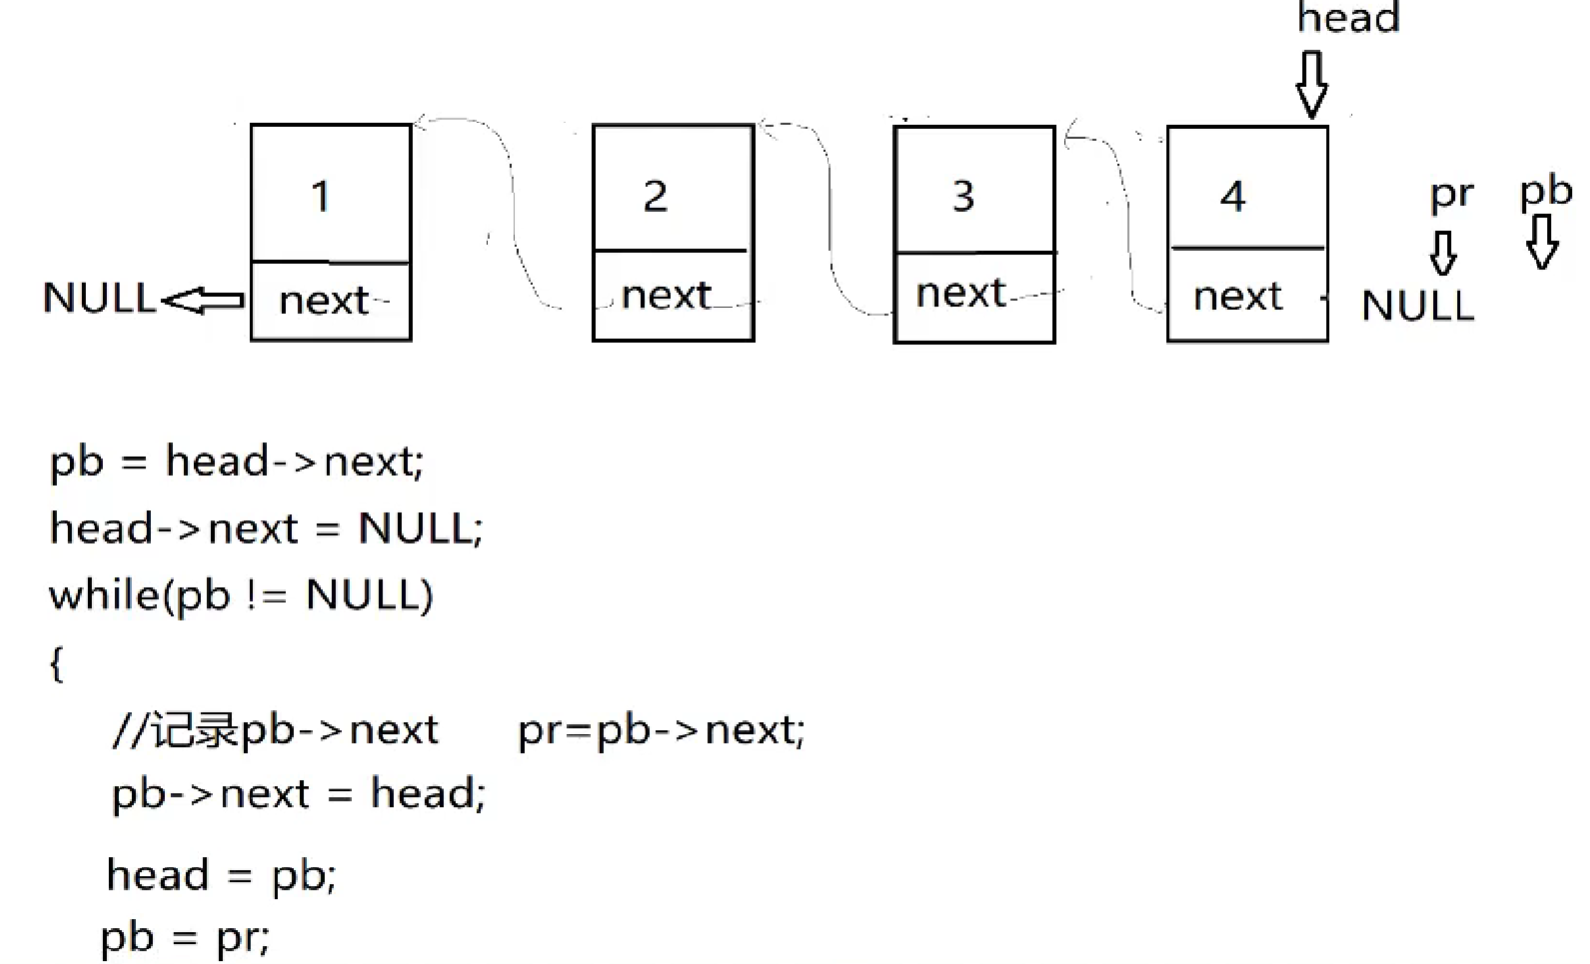 head
1 2 3 4 pr pb
NULL next next next next NULL
pb = head->next;
head->next = NULL;
while(pb != NULL)
{
//记录pb->next pr=pb->next;
pb->next = head;
head = pb;
pb = pr;